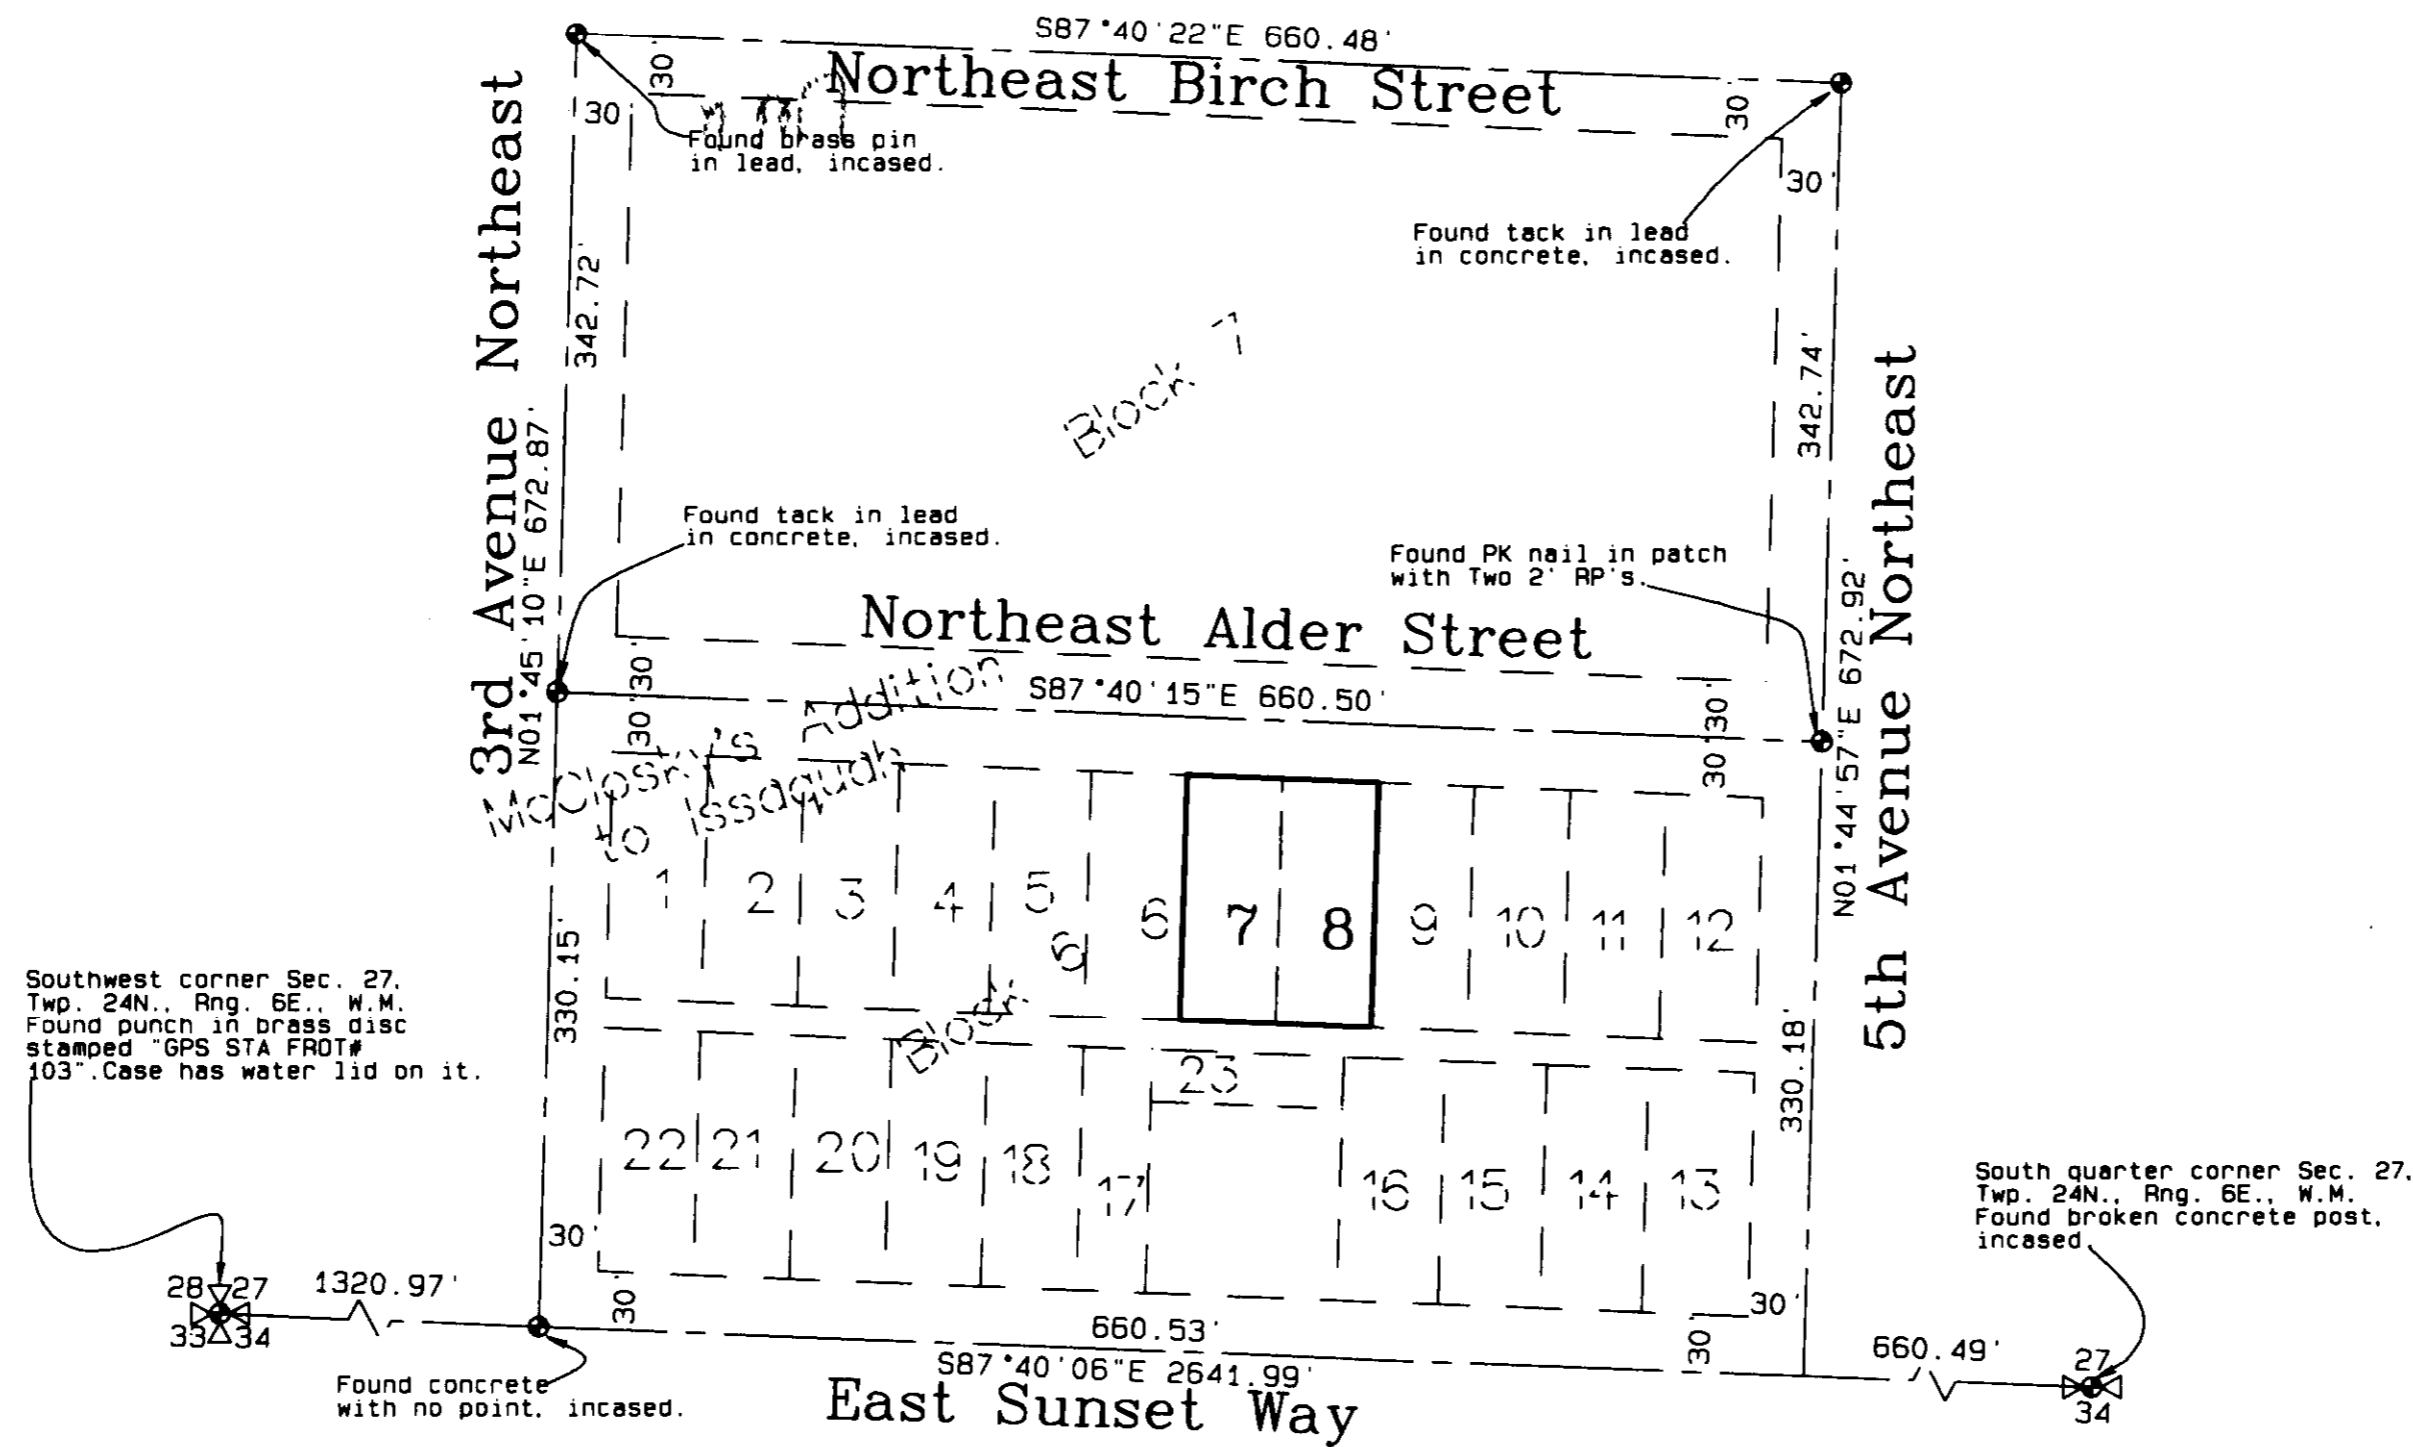 S87°40'22"E 660.48'
Northeast Birch Street
30'
30'
30'
30'
Found brass pin
in lead, incased.
Found tack in lead
in concrete, incased.
3rd Avenue Northeast
N01°45'10"E 672.87'
342.72'
Block 7
342.74'
5th Avenue Northeast
N01°44'57"E 672.92'
Found tack in lead
in concrete, incased.
Found PK nail in patch
with Two 2' RP's.
Northeast Alder Street
S87°40'15"E 660.50'
30'
30'
30'
30'
Addition
to Issaquah
1 2 3 4 5 6 7 8 9 10 11 12
Block 6
330.15'
330.18'
23
22 21 20 19 18 17 16 15 14 13
Southwest corner Sec. 27,
Twp. 24N., Rng. 6E., W.M.
Found punch in brass disc
stamped "GPS STA FROT#
103".Case has water lid on it.
South quarter corner Sec. 27,
Twp. 24N., Rng. 6E., W.M.
Found broken concrete post,
incased.
30'
30'
30'
30'
28 27
33 34
1320.97'
660.53'
S87°40'06"E 2641.99'
660.49'
27
34
Found concrete
with no point, incased.
East Sunset Way